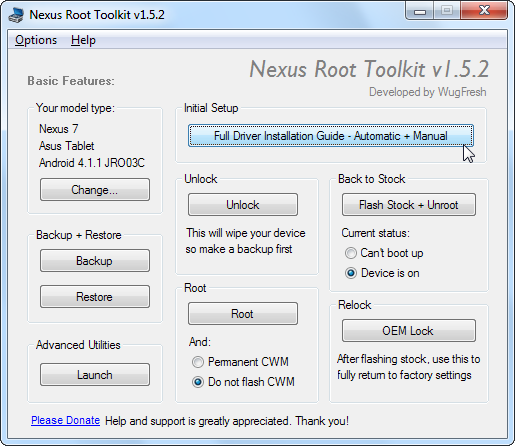 Nexus Root Toolkit v1.5.2
Options Help
Nexus Root Toolkit v1.5.2
Developed by WugFresh
Basic Features:
Your model type:
Nexus 7
Asus Tablet
Android 4.1.1 JRO03C
Change...
Initial Setup
Full Driver Installation Guide - Automatic + Manual
Unlock
Unlock
This will wipe your device
so make a backup first
Back to Stock
Flash Stock + Unroot
Current status:
Can't boot up
Device is on
Backup + Restore
Backup
Restore
Root
Root
And:
Permanent CWM
Do not flash CWM
Relock
OEM Lock
After flashing stock, use this to
fully return to factory settings
Advanced Utilities
Launch
Please Donate Help and support is greatly appreciated. Thank you!